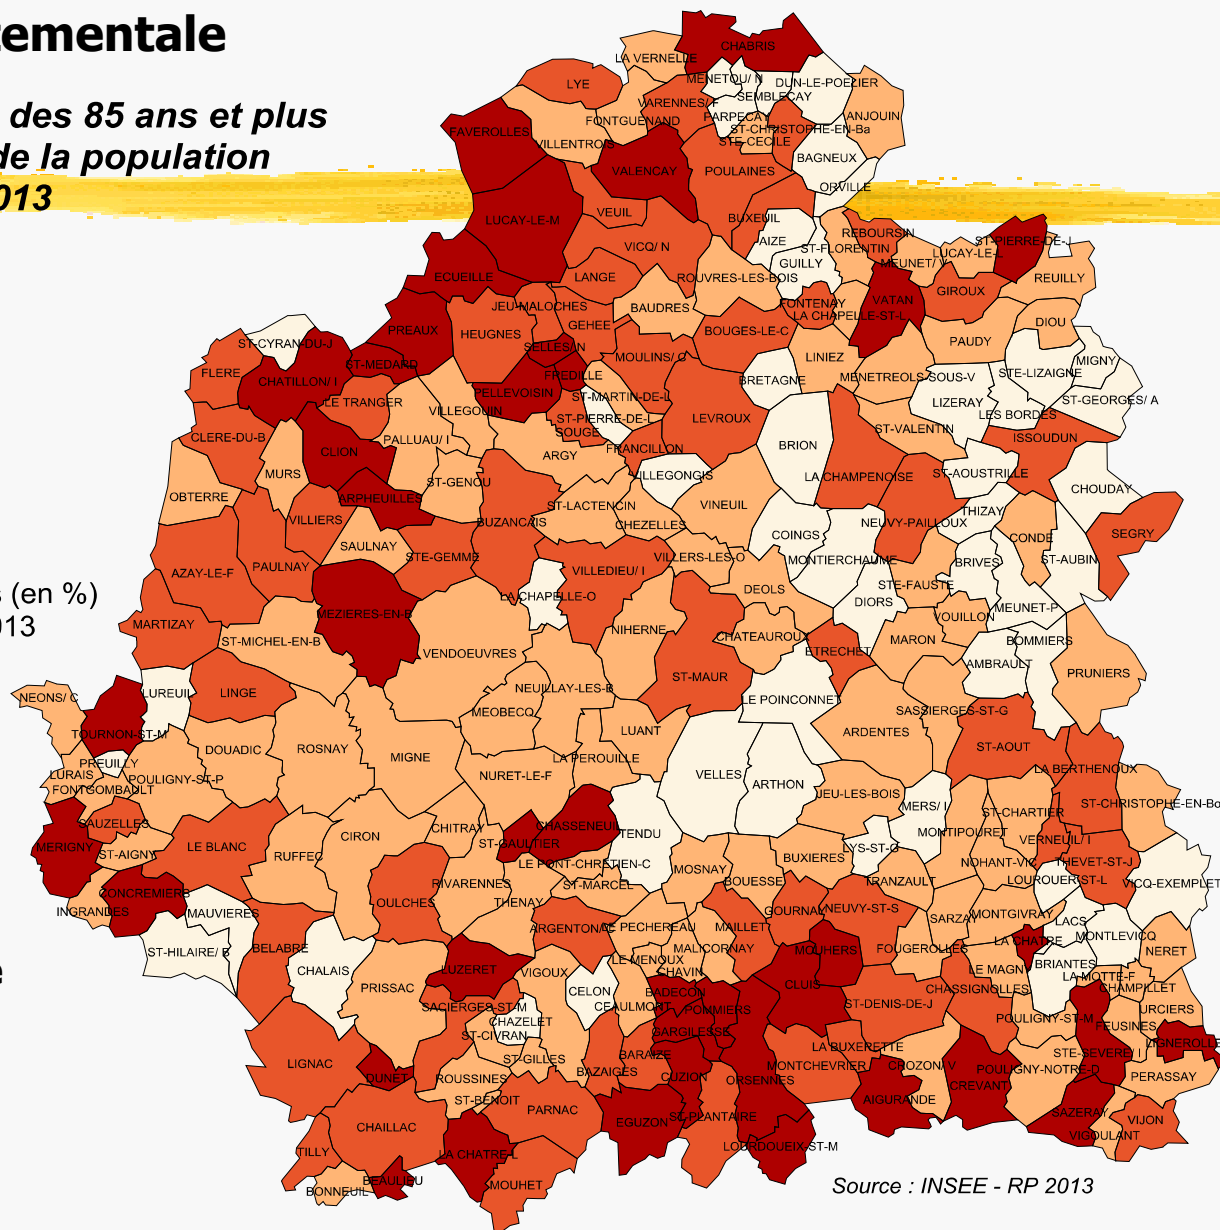 tementale
des 85 ans et plus
de la population
013
s (en %)
013
e
CHABRIS
LA VERNELLE
LYE
MENETOU/ N
DUN-LE-POELIER
SEMBLECAY
VARENNES/ F
FONTGUENAND
PARPECAY
ANJOUIN
ST-CHRISTOPHE-EN-Ba
STE-CECILE
FAVEROLLES
VILLENTROIS
BAGNEUX
VALENCAY
POULAINES
ORVILLE
LUCAY-LE-M
VEUIL
BUXEUIL
REBOURSIN
AIZE
ST-FLORENTIN
ST-PIERRE-DE-J
VICQ/ N
LUCAY-LE-L
GUILLY
MEUNET/ V
ECUEILLE
LANGE
ROUVRES-LES-BOIS
REUILLY
GIROUX
VATAN
JEU-MALOCHES
BAUDRES
FONTENAY
LA CHAPELLE-ST-L
PREAUX
HEUGNES
GEHEE
BOUGES-LE-C
DIOU
PAUDY
ST-CYRAN-DU-J
SELLES/ N
MOULINS/ C
LINIEZ
MIGNY
ST-MEDARD
FLERE
CHATILLON/ I
FREDILLE
BRETAGNE
MENETREOLS-SOUS-V
STE-LIZAIGNE
PELLEVOISIN
ST-MARTIN-DE-L
LE TRANGER
VILLEGOUIN
LIZERAY
ST-GEORGES/ A
LES BORDES
ST-PIERRE-DE-L
LEVROUX
SOUGE
ST-VALENTIN
CLERE-DU-B
PALLUAU/ I
ISSOUDUN
BRION
FRANCILLON
CLION
ARGY
MURS
VILLEGONGIS
LA CHAMPENOISE
ST-AOUSTRILLE
ST-GENOU
OBTERRE
ARPHEUILLES
CHOUDAY
ST-LACTENCIN
VINEUIL
THIZAY
VILLIERS
BUZANCAIS
CHEZELLES
NEUVY-PAILLOUX
COINGS
SEGRY
CONDE
SAULNAY
STE-GEMME
VILLERS-LES-O
MONTIERCHAUME
BRIVES
ST-AUBIN
AZAY-LE-F
PAULNAY
VILLEDIEU/ I
STE-FAUSTE
DEOLS
LA CHAPELLE-O
DIORS
MEUNET-P
MEZIERES-EN-B
VOUILLON
MARTIZAY
NIHERNE
CHATEAUROUX
MARON
BOMMIERS
ST-MICHEL-EN-B
VENDOEUVRES
ETRECHET
AMBRAULT
PRUNIERS
ST-MAUR
NEUILLAY-LES-B
LINGE
LUREUIL
NEONS/ C
LE POINCONNET
MEOBECQ
SASSIERGES-ST-G
LUANT
ARDENTES
TOURNON-ST-M
DOUADIC
ROSNAY
ST-AOUT
MIGNE
LA PEROUILLE
PREUILLY
LURAIS
POULIGNY-ST-P
NURET-LE-F
VELLES
LA BERTHENOUX
FONTGOMBAULT
ARTHON
JEU-LES-BOIS
MERS/ I
ST-CHRISTOPHE-EN-Bo
ST-CHARTIER
SAUZELLES
CHASSENEUIL
CIRON
CHITRAY
TENDU
MONTIPOURET
VERNEUIL/ I
MERIGNY
ST-AIGNY
LE BLANC
ST-GAULTIER
LYS-ST-G
RUFFEC
LE PONT-CHRETIEN-C
BUXIERES
NOHANT-VIC
THEVET-ST-J
MOSNAY
RIVARENNES
ST-MARCEL
BOUESSE
TRANZAULT
LOUROUER-ST-L
VICQ-EXEMPLET
CONCREMIERS
OULCHES
THENAY
INGRANDES
MAUVIERES
GOURNAY
NEUVY-ST-S
SARZAY
MONTGIVRAY
LACS
ARGENTON/C
LE PECHEREAU
MAILLET
MONTLEVICQ
ST-HILAIRE/ B
BELABRE
MALICORNAY
MOUHERS
FOUGEROLLES
LA CHATRE
NERET
LE MENOUX
BRIANTES
CHALAIS
LUZERET
VIGOUX
CHAVIN
LE MAGNY
LA MOTTE-F
PRISSAC
CELON
CLUIS
CHASSIGNOLLES
CHAMPILLET
BADECON
CEAULMONT
SACIERGES-ST-M
ST-DENIS-DE-J
POMMIERS
URCIERS
CHAZELET
POULIGNY-ST-M
FEUSINES
GARGILESSE
ST-CIVRAN
LA BUXERETTE
LIGNEROLLE
BARAIZE
STE-SEVERE/ I
ST-GILLES
LIGNAC
MONTCHEVRIER
CROZON/ V
POULIGNY-NOTRE-D
BAZAIGES
PERASSAY
DUNET
ROUSSINES
CUZION
ORSENNES
CREVANT
ST-BENOIT
AIGURANDE
PARNAC
SAZERAY
CHAILLAC
EGUZON
ST-PLANTAIRE
VIJON
VIGOULANT
LOURDOUEIX-ST-M
TILLY
LA CHATRE-L
BEAULIEU
MOUHET
BONNEUIL
Source : INSEE - RP 2013